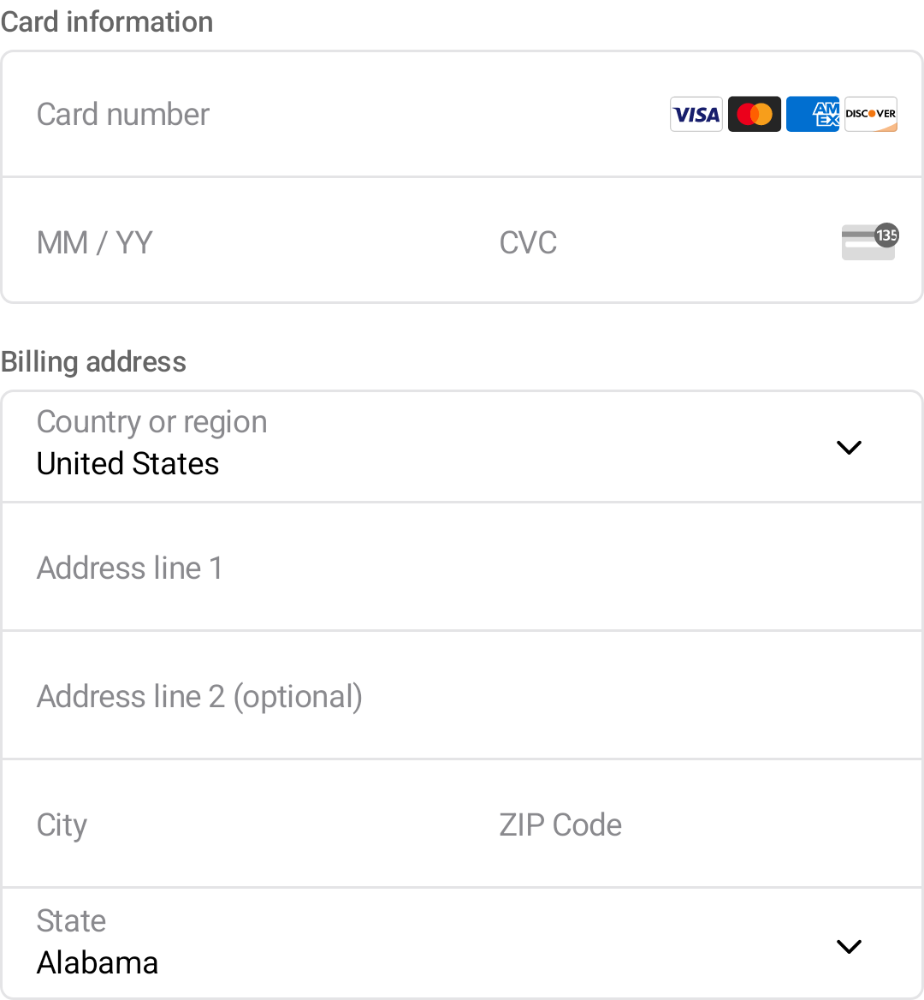 Card information
Card number VISA AMEX DISCOVER
MM / YY CVC 135
Billing address
Country or region
United States
Address line 1
Address line 2 (optional)
City ZIP Code
State
Alabama